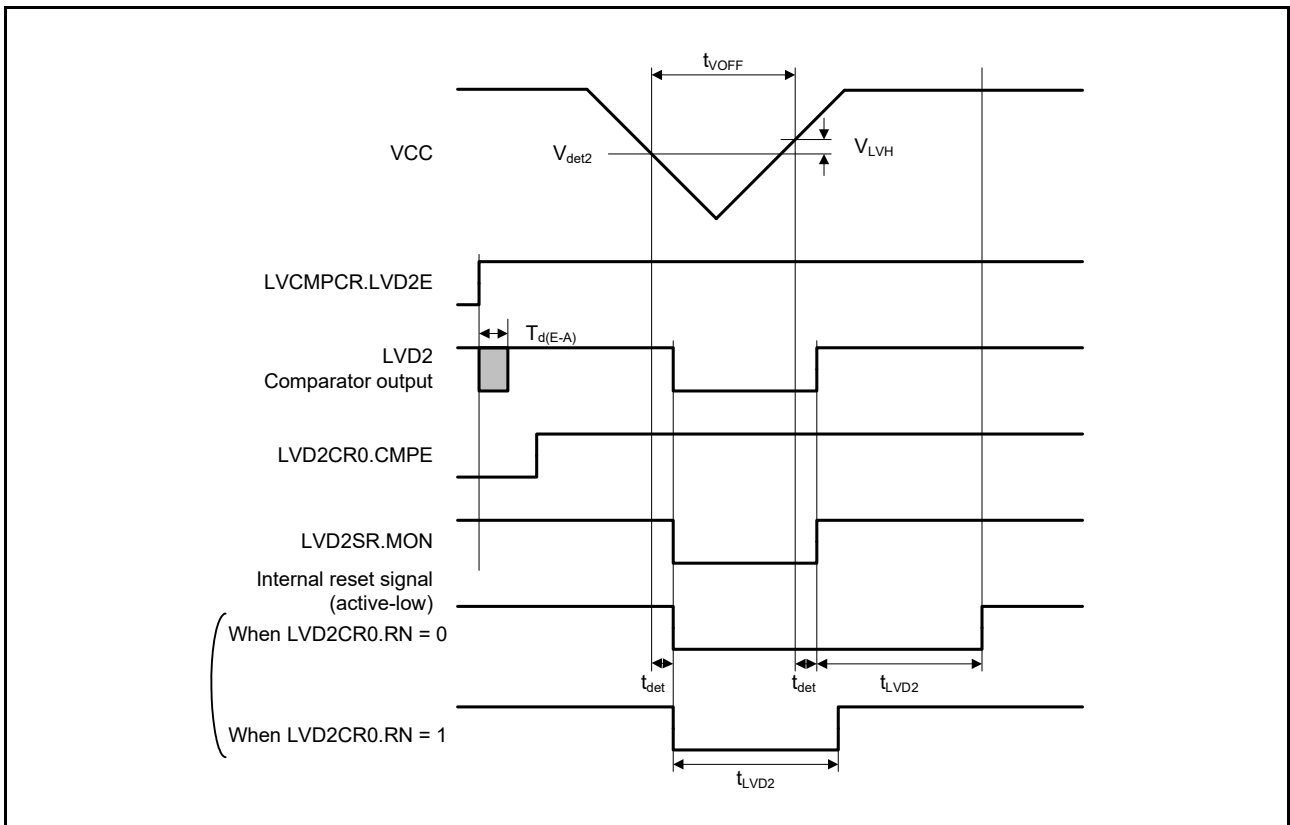 tVOFF
VCC
Vdet2
VLVH
LVCMPCR.LVD2E
Td(E-A)
LVD2
Comparator output
LVD2CR0.CMPE
LVD2SR.MON
Internal reset signal
(active-low)
When LVD2CR0.RN = 0
tdet
tdet
tLVD2
When LVD2CR0.RN = 1
tLVD2